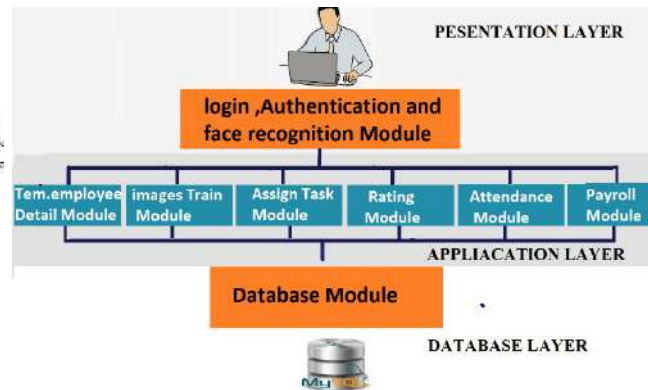 PESENTATION LAYER
login ,Authentication and
face recognition Module
Tem.employee
Detail Module
images Train
Module
Assign Task
Module
Rating
Module
Attendance
Module
Payroll
Module
APPLIACATION LAYER
Database Module
DATABASE LAYER